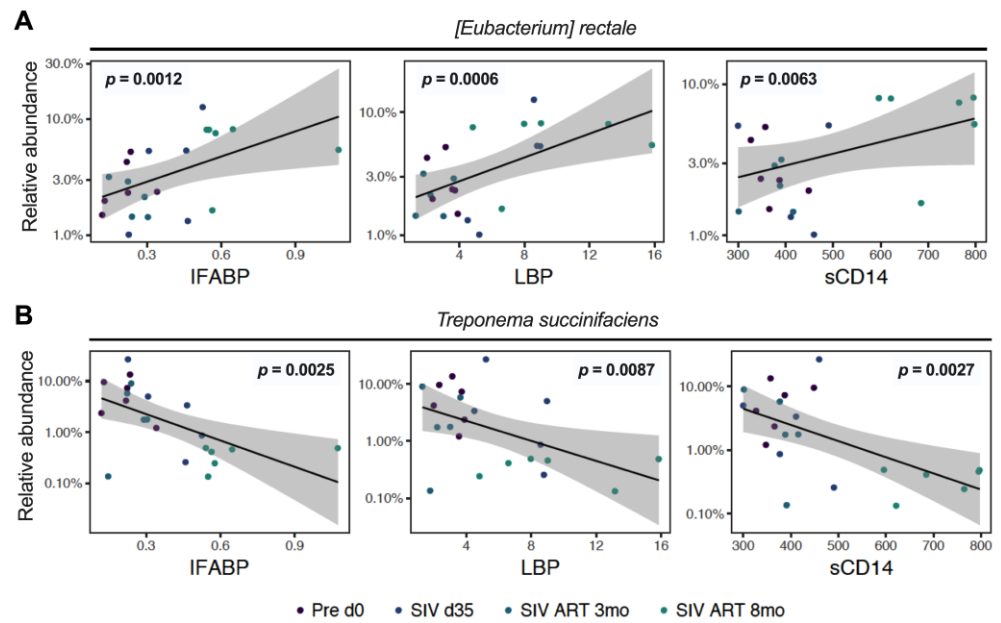 A
[Eubacterium] rectale
Relative abundance
30.0%
10.0%
3.0%
1.0%
p = 0.0012
0.3 0.6 0.9
IFABP
10.0%
3.0%
1.0%
p = 0.0006
4 8 12 16
LBP
10.0%
3.0%
1.0%
p = 0.0063
300 400 500 600 700 800
sCD14
B
Treponema succinifaciens
Relative abundance
10.00%
1.00%
0.10%
p = 0.0025
0.3 0.6 0.9
IFABP
10.00%
1.00%
0.10%
p = 0.0087
4 8 12 16
LBP
10.00%
1.00%
0.10%
p = 0.0027
300 400 500 600 700 800
sCD14
Pre d0 SIV d35 SIV ART 3mo SIV ART 8mo